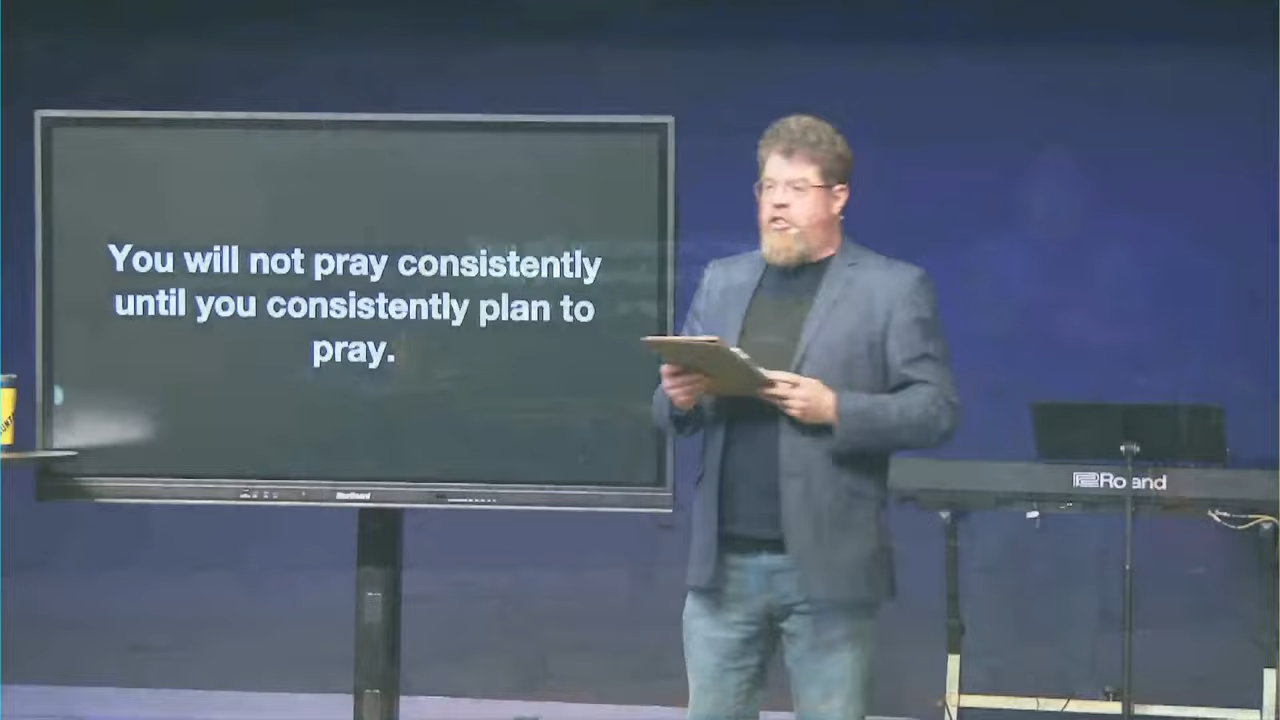 You will not pray consistently
until you consistently plan to
pray.
Roland